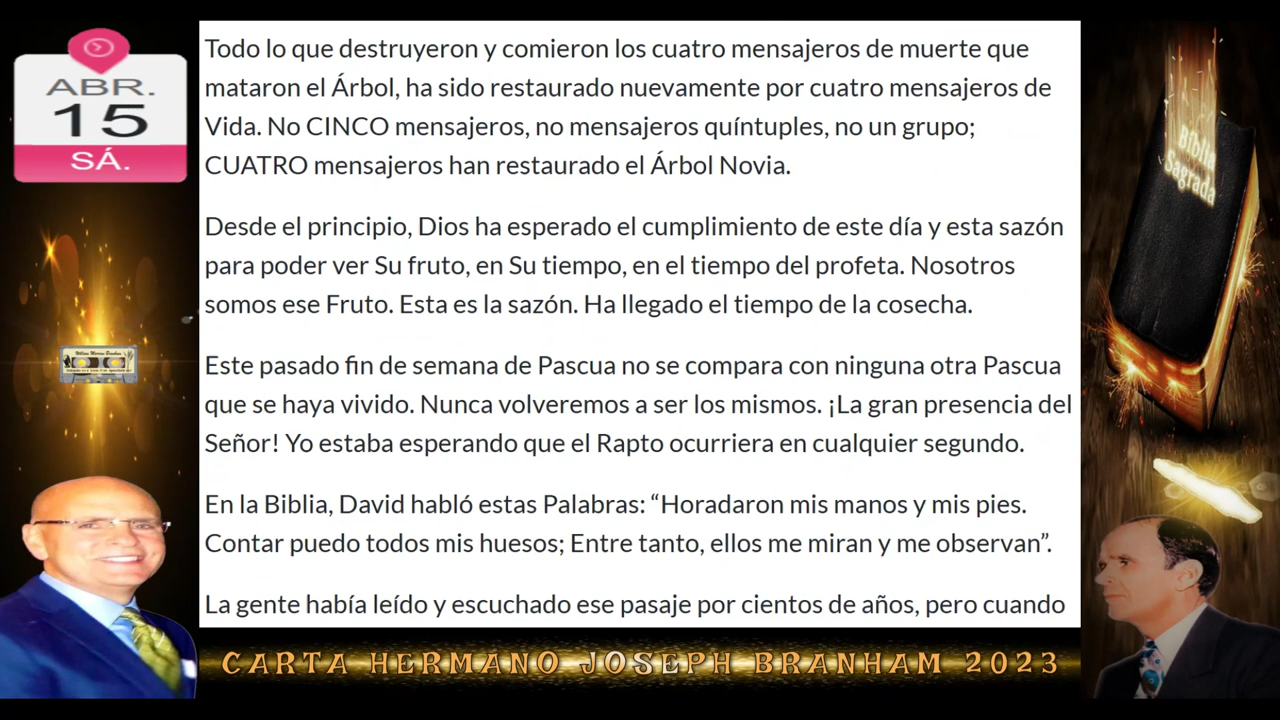 ABR.
15
SÁ.
Todo lo que destruyeron y comieron los cuatro mensajeros de muerte que
mataron el Árbol, ha sido restaurado nuevamente por cuatro mensajeros de
Vida. No CINCO mensajeros, no mensajeros quíntuples, no un grupo;
CUATRO mensajeros han restaurado el Árbol Novia.
Desde el principio, Dios ha esperado el cumplimiento de este día y esta sazón
para poder ver Su fruto, en Su tiempo, en el tiempo del profeta. Nosotros
somos ese Fruto. Esta es la sazón. Ha llegado el tiempo de la cosecha.
Este pasado fin de semana de Pascua no se compara con ninguna otra Pascua
que se haya vivido. Nunca volveremos a ser los mismos. ¡La gran presencia del
Señor! Yo estaba esperando que el Rapto ocurriera en cualquier segundo.
En la Biblia, David habló estas Palabras: “Horadaron mis manos y mis pies.
Contar puedo todos mis huesos; Entre tanto, ellos me miran y me observan”.
La gente había leído y escuchado ese pasaje por cientos de años, pero cuando
Bíblia
Sagrada
CARTA HERMANO JOSEPH BRANHAM 2023